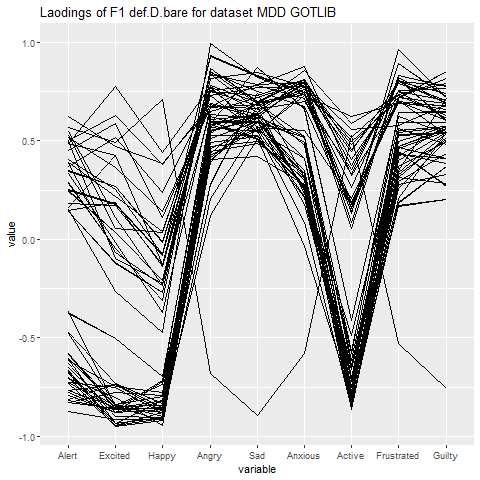 Laodings of F1 def.D.bare for dataset MDD GOTLIB
1.0
0.5
0.0
-0.5
-1.0
value
Alert Excited Happy Angry Sad Anxious Active Frustrated Guilty
variable